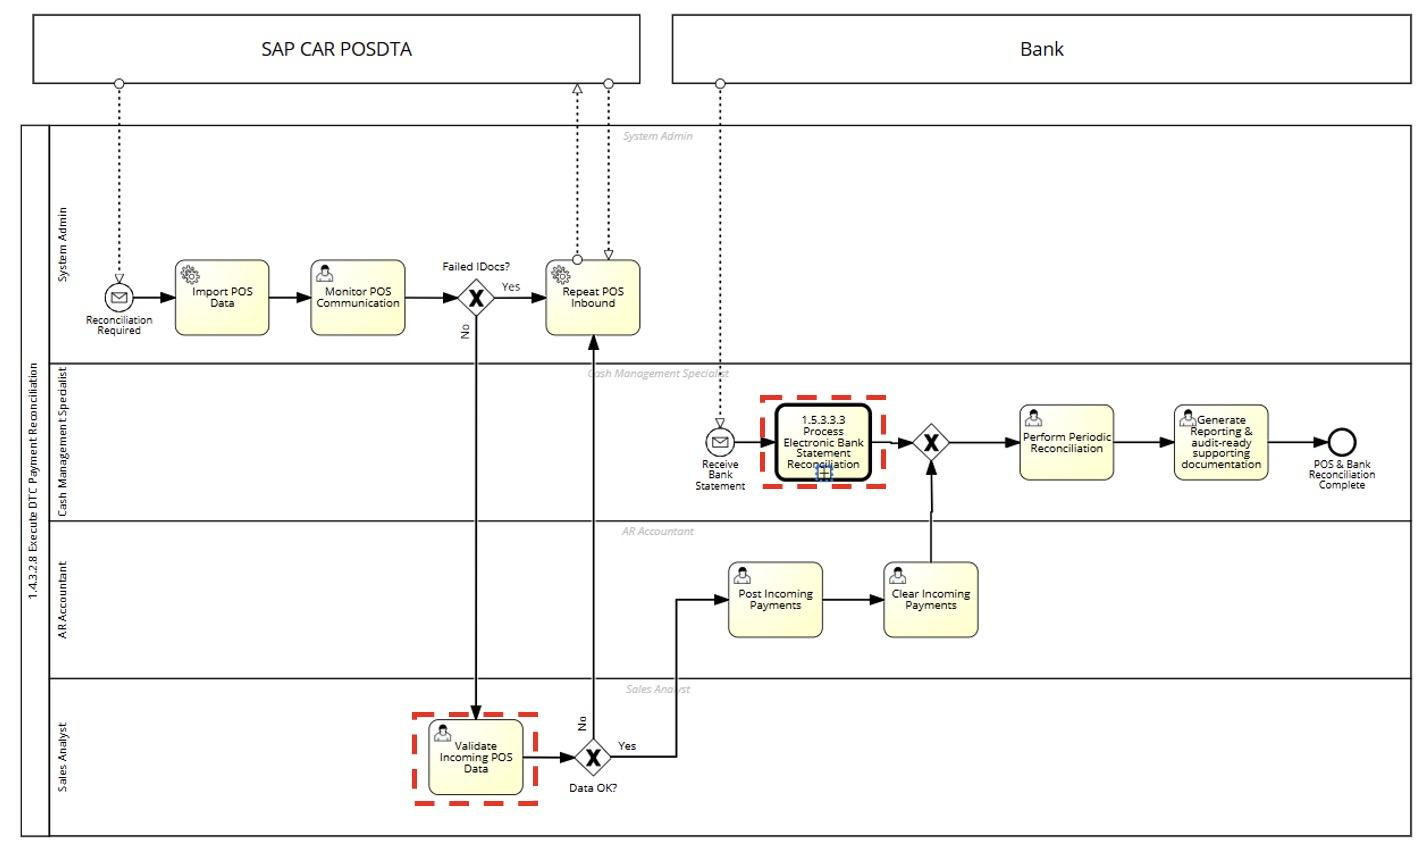 SAP CAR POSDTA
Bank
1.4.3.2.8 Execute DTC Payment Reconciliation
System Admin
System Admin
Reconciliation
Required
Import POS
Data
Monitor POS
Communication
Failed IDocs?
Yes
No
Repeat POS
Inbound
Cash Management Specialist
Cash Management Specialist
Receive
Bank
Statement
1.5.3.3.3
Process
Electronic Bank
Statement
Reconciliation
X
Perform Periodic
Reconciliation
Generate
Reporting &
audit-ready
supporting
documentation
POS & Bank
Reconciliation
Complete
AR Accountant
AR Accountant
Post Incoming
Payments
Clear Incoming
Payments
Sales Analyst
Sales Analyst
Validate
Incoming POS
Data
No
X
Yes
Data OK?
X